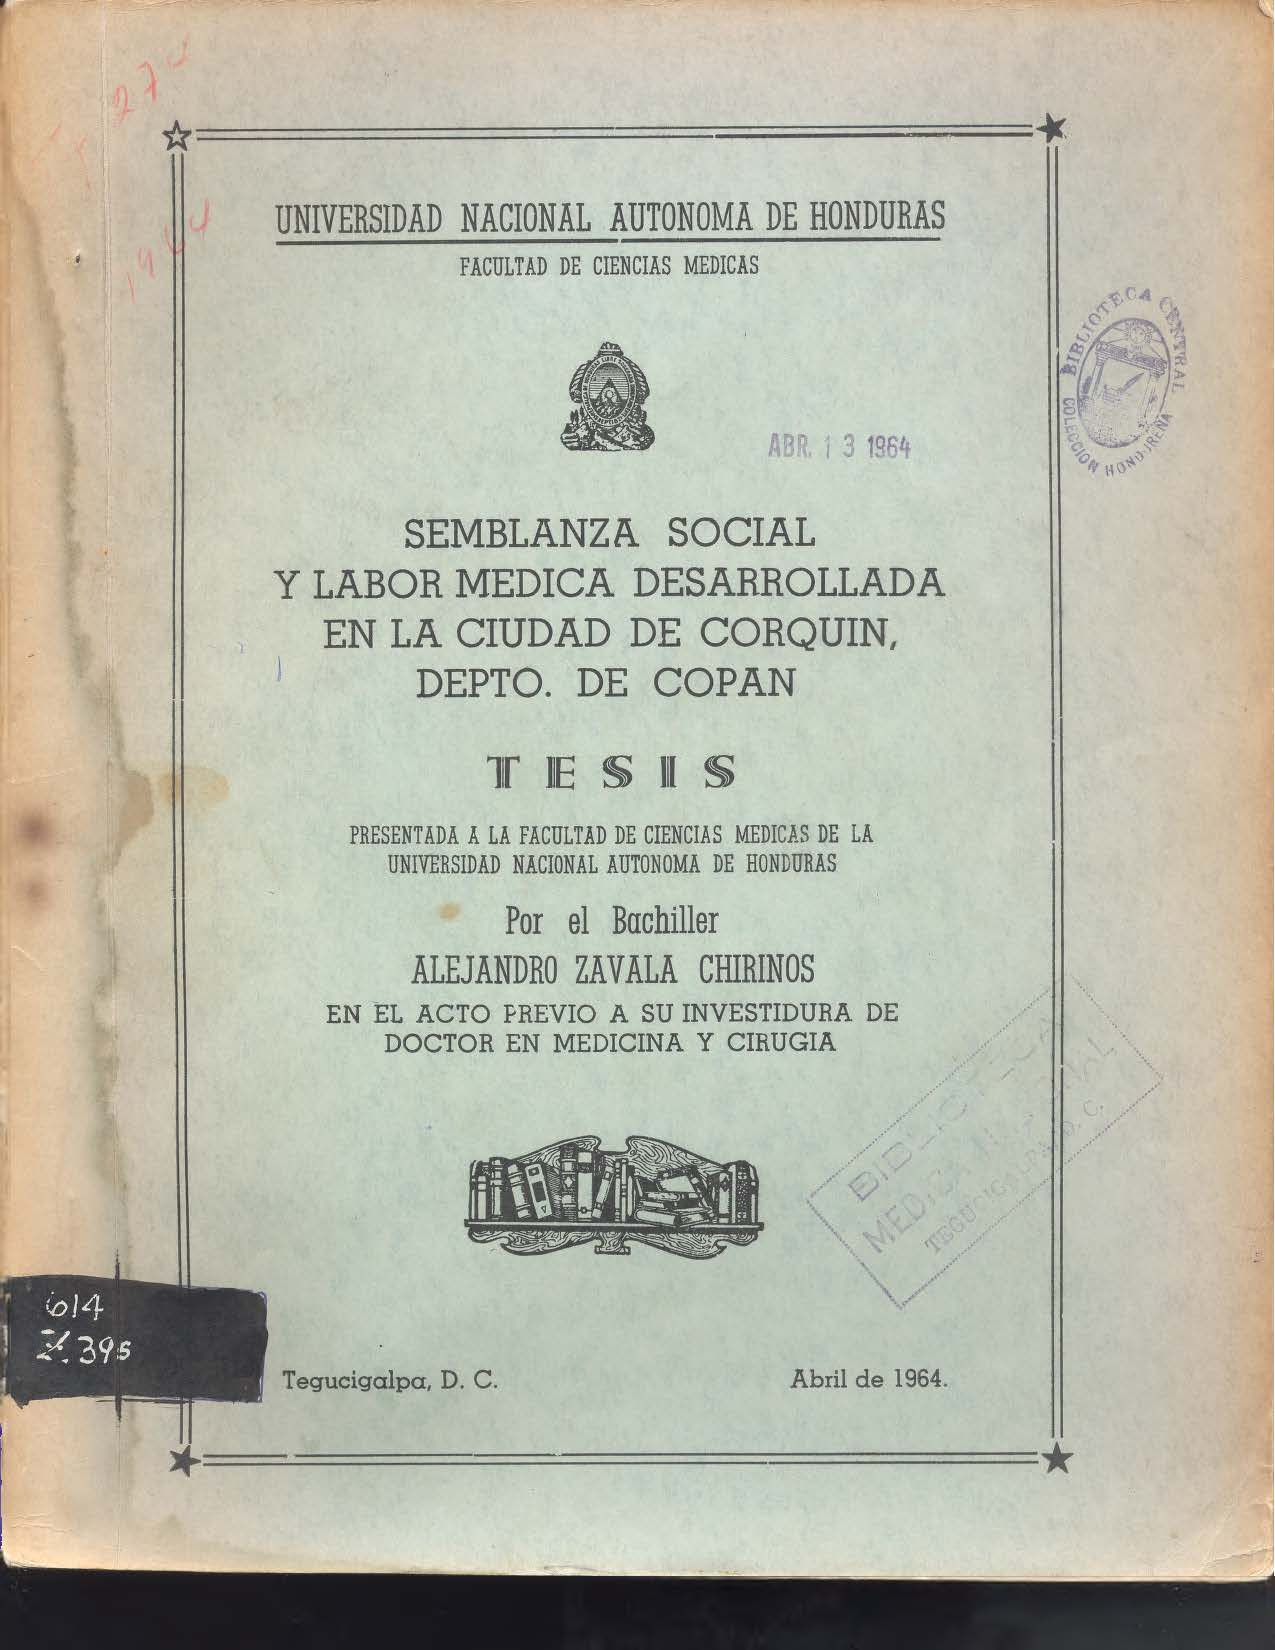 1964
UNIVERSIDAD NACIONAL AUTONOMA DE HONDURAS
FACULTAD DE CIENCIAS MEDICAS
BIBLIOTECA CENTRAL
COLECCION HONDUREÑA
ABR. 13 1964
SEMBLANZA SOCIAL
Y LABOR MEDICA DESARROLLADA
EN LA CIUDAD DE CORQUIN,
DEPTO. DE COPAN
TESIS
PRESENTADA A LA FACULTAD DE CIENCIAS MEDICAS DE LA
UNIVERSIDAD NACIONAL AUTONOMA DE HONDURAS
Por el Bachiller
ALEJANDRO ZAVALA CHIRINOS
EN EL ACTO PREVIO A SU INVESTIDURA DE
DOCTOR EN MEDICINA Y CIRUGIA
BIBLIOTECA
614
Z.395
Tegucigalpa, D. C. Abril de 1964.